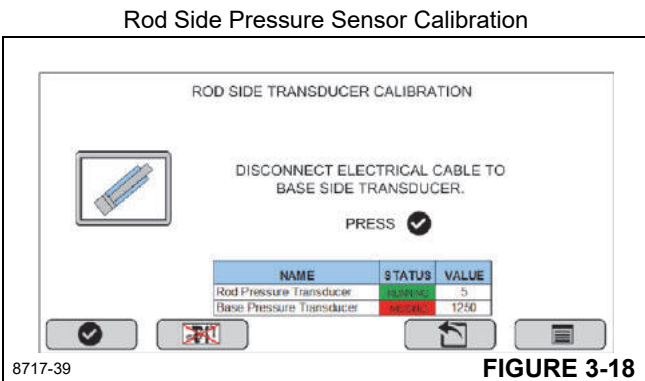 Rod Side Pressure Sensor Calibration
ROD SIDE TRANSDUCER CALIBRATION
DISCONNECT ELECTRICAL CABLE TO
BASE SIDE TRANSDUCER.
PRESS
NAME STATUS VALUE
Rod Pressure Transducer RUNNING 5
Base Pressure Transducer 1250
8717-39
FIGURE 3-18